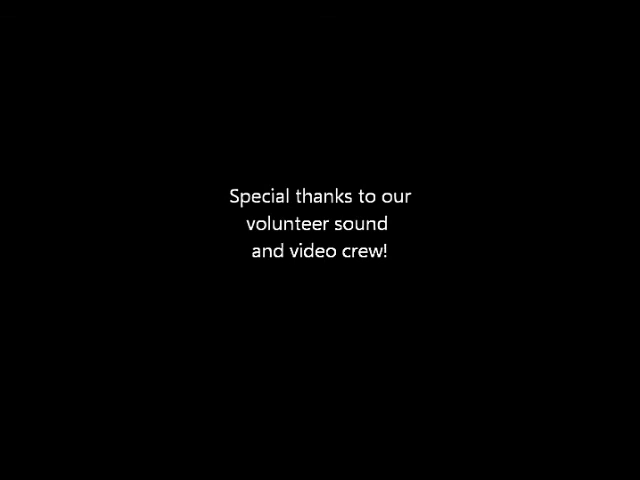 Special thanks to our
volunteer sound
and video crew!